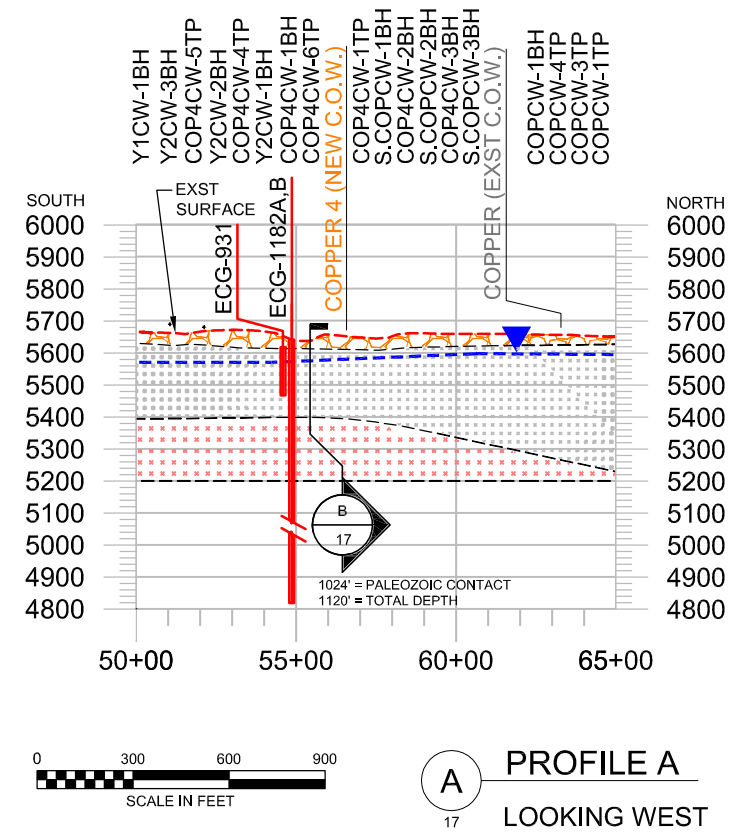 Y1CW-1BH
Y2CW-3BH
COP4CW-5TP
Y2CW-2BH
COP4CW-4TP
Y2CW-1BH
COP4CW-1BH
COP4CW-6TP
COPPER 4 (NEW C.O.W.)
COP4CW-1TP
S.COPCW-1BH
COP4CW-2BH
S.COPCW-2BH
COP4CW-3BH
S.COPCW-3BH
COPPER (EXST C.O.W.)
COPCW-1BH
COPCW-4TP
COPCW-3TP
COPCW-1TP
SOUTH
EXST
SURFACE
ECG-931
ECG-1182A,B
NORTH
6000
5900
5800
5700
5600
5500
5400
5300
5200
5100
5000
4900
4800
6000
5900
5800
5700
5600
5500
5400
5300
5200
5100
5000
4900
4800
B
17
1024' = PALEOZOIC CONTACT
1120' = TOTAL DEPTH
50+00
55+00
60+00
65+00
0
300
600
900
SCALE IN FEET
A
17
PROFILE A
LOOKING WEST